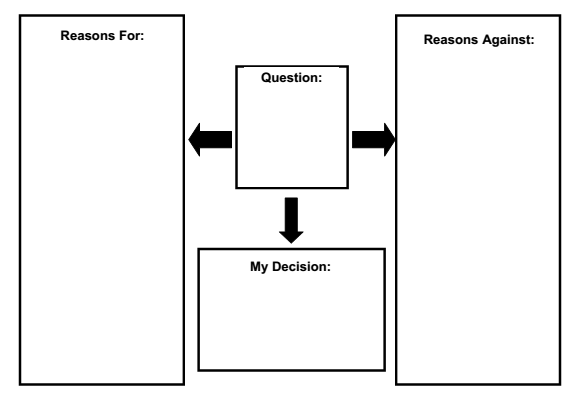 Reasons For:
Question:
Reasons Against:
My Decision: